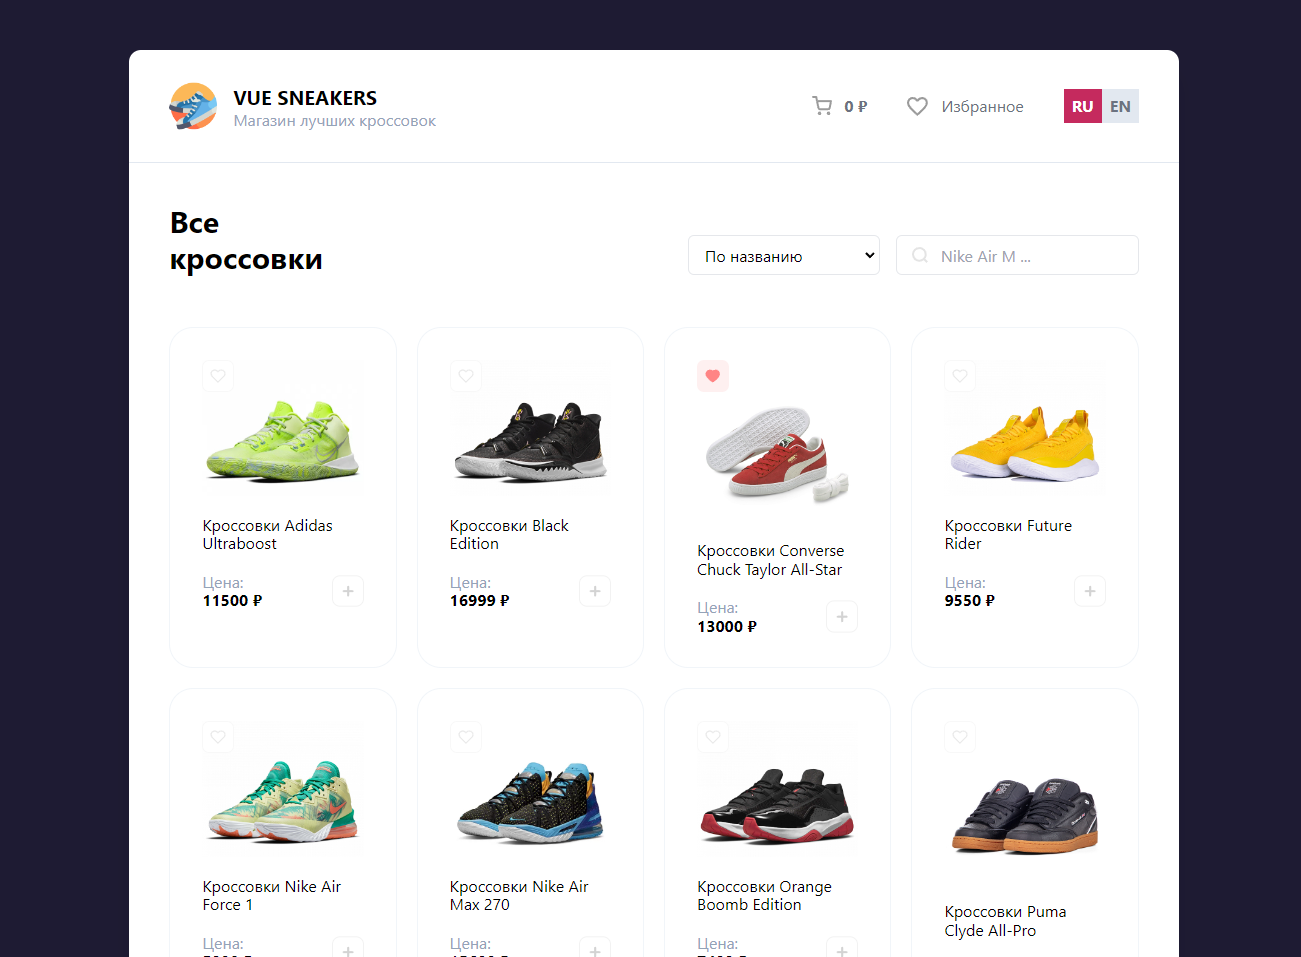 VUE SNEAKERS
Магазин лучших кроссовок
0 ₽
Избранное
RU EN
Все
кроссовки
По названию
Nike Air M ...
Кроссовки Adidas
Ultraboost
Цена:
11500 ₽
Кроссовки Black
Edition
Цена:
16999 ₽
Кроссовки Converse
Chuck Taylor All-Star
Цена:
13000 ₽
Кроссовки Future
Rider
Цена:
9550 ₽
Кроссовки Nike Air
Force 1
Цена:
Кроссовки Nike Air
Max 270
Цена:
Кроссовки Orange
Boomb Edition
Цена:
Кроссовки Puma
Clyde All-Pro